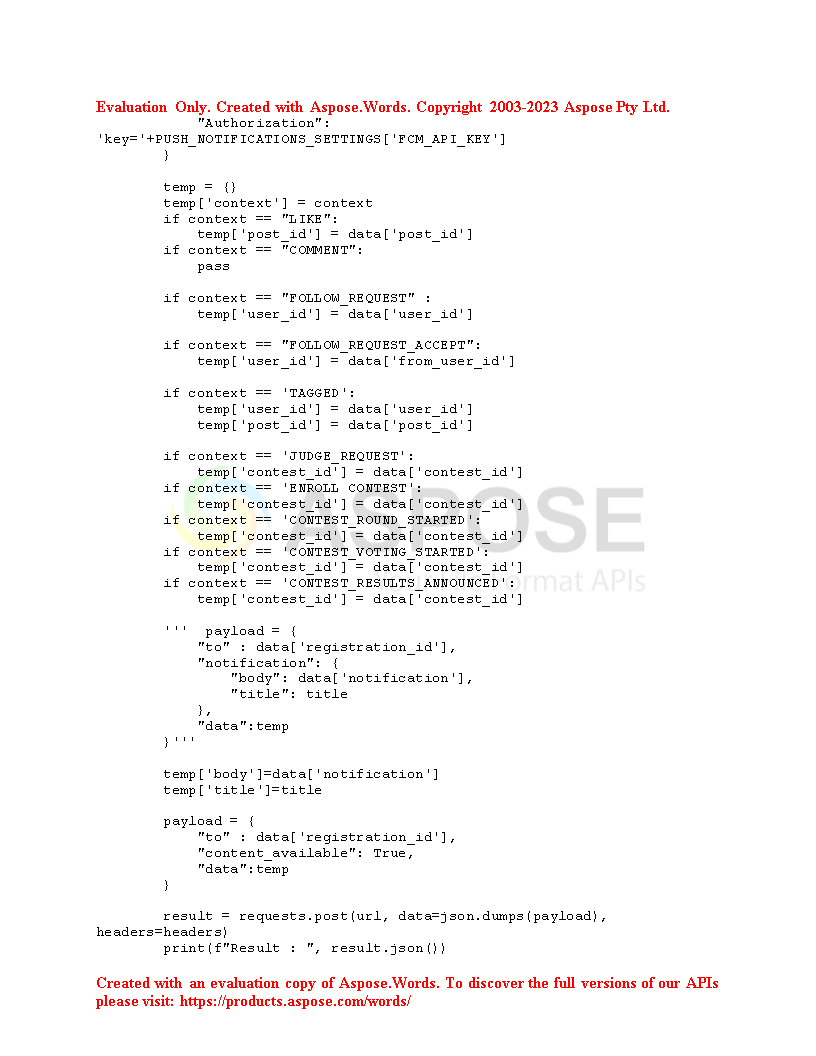 Evaluation Only. Created with Aspose.Words. Copyright 2003-2023 Aspose Pty Ltd.
            "Authorization":
'key='+PUSH_NOTIFICATIONS_SETTINGS['FCM_API_KEY']
        }

        temp = {}
        temp['context'] = context
        if context == "LIKE":
            temp['post_id'] = data['post_id']
        if context == "COMMENT":
            pass

        if context == "FOLLOW_REQUEST" :
            temp['user_id'] = data['user_id']

        if context == "FOLLOW_REQUEST_ACCEPT":
            temp['user_id'] = data['from_user_id']

        if context == 'TAGGED':
            temp['user_id'] = data['user_id']
            temp['post_id'] = data['post_id']

        if context == 'JUDGE_REQUEST':
            temp['contest_id'] = data['contest_id']
        if context == 'ENROLL_CONTEST':
            temp['contest_id'] = data['contest_id']
        if context == 'CONTEST_ROUND_STARTED':
            temp['contest_id'] = data['contest_id']
        if context == 'CONTEST_VOTING_STARTED':
            temp['contest_id'] = data['contest_id']
        if context == 'CONTEST_RESULTS_ANNOUNCED':
            temp['contest_id'] = data['contest_id']

        '''  payload = {
            "to" : data['registration_id'],
            "notification": {
                "body": data['notification'],
                "title": title
            },
            "data":temp
        }'''

        temp['body']=data['notification']
        temp['title']=title

        payload = {
            "to" : data['registration_id'],
            "content_available": True,
            "data":temp
        }

        result = requests.post(url, data=json.dumps(payload),
headers=headers)
        print(f"Result : ", result.json())
ASPOSE
Format APIs
Created with an evaluation copy of Aspose.Words. To discover the full versions of our APIs
please visit: https://products.aspose.com/words/